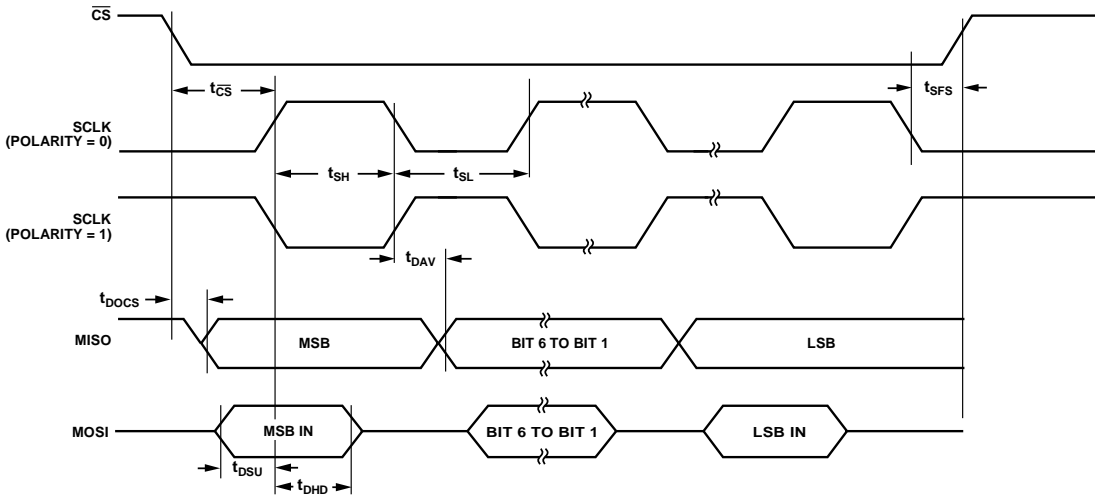 CS
tCS
tSFS
SCLK
(POLARITY = 0)
tSH
tSL
SCLK
(POLARITY = 1)
tDAV
tDOCS
MISO
MSB
BIT 6 TO BIT 1
LSB
MOSI
MSB IN
BIT 6 TO BIT 1
LSB IN
tDSU
tDHD